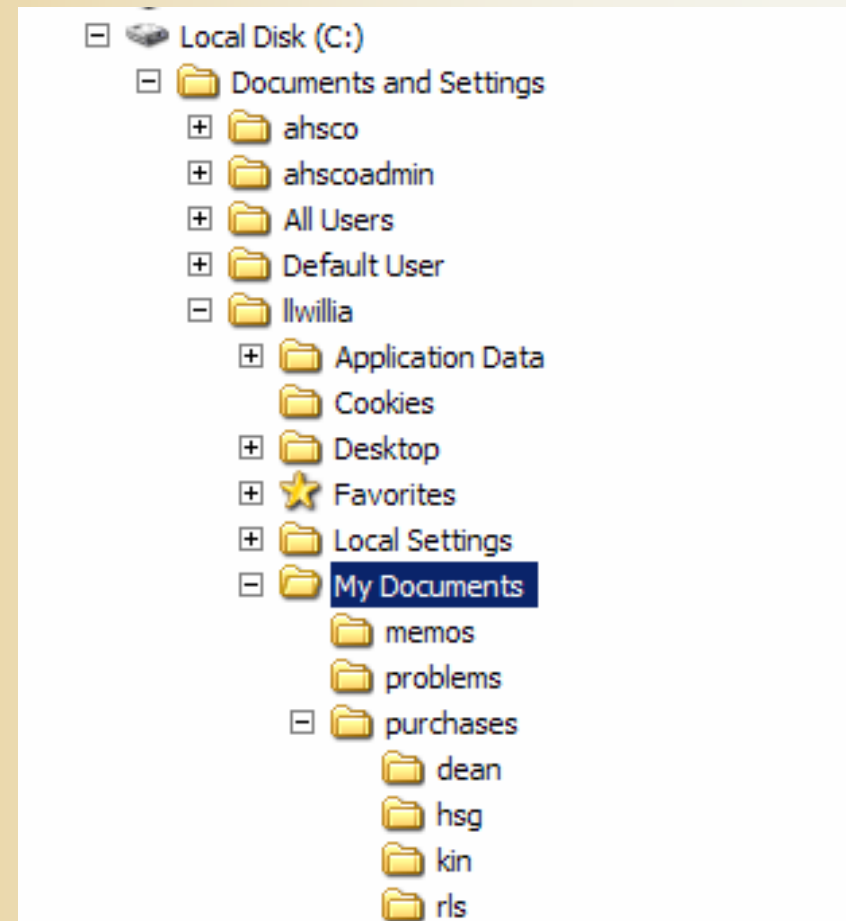 Local Disk (C:)
Documents and Settings
ahsco
ahscoadmin
All Users
Default User
llwillia
Application Data
Cookies
Desktop
Favorites
Local Settings
My Documents
memos
problems
purchases
dean
hsg
kin
rls